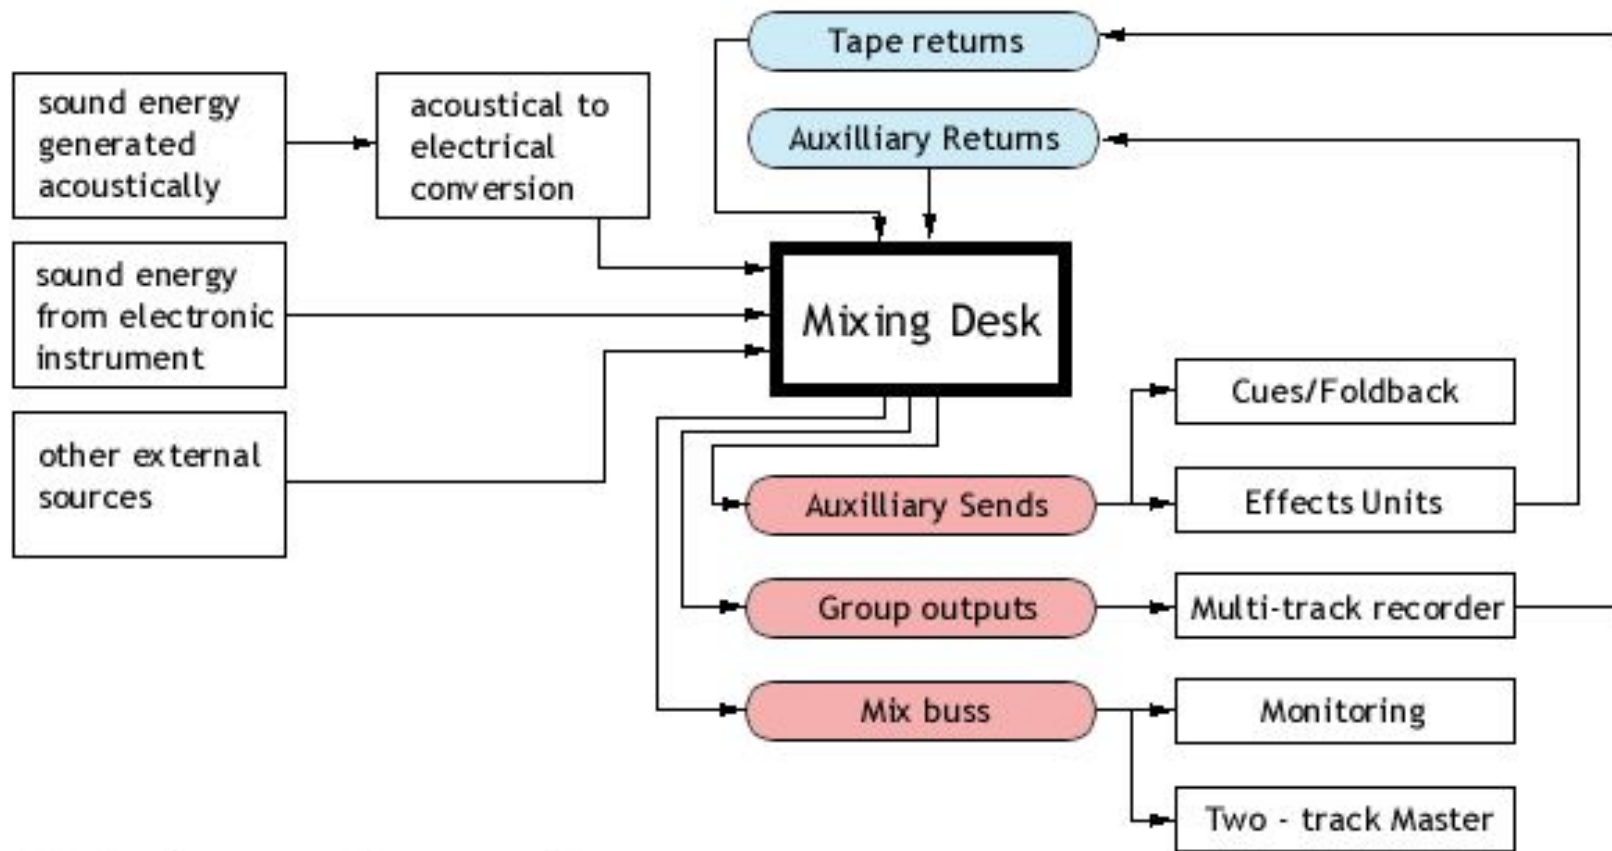 Tape returns
sound energy
generated
acoustically
acoustical to
electrical
conversion
Auxilliary Returns
sound energy
from electronic
instrument
Mixing Desk
other external
sources
Cues/Foldback
Auxilliary Sends
Effects Units
Group outputs
Multi-track recorder
Mix buss
Monitoring
Two - track Master